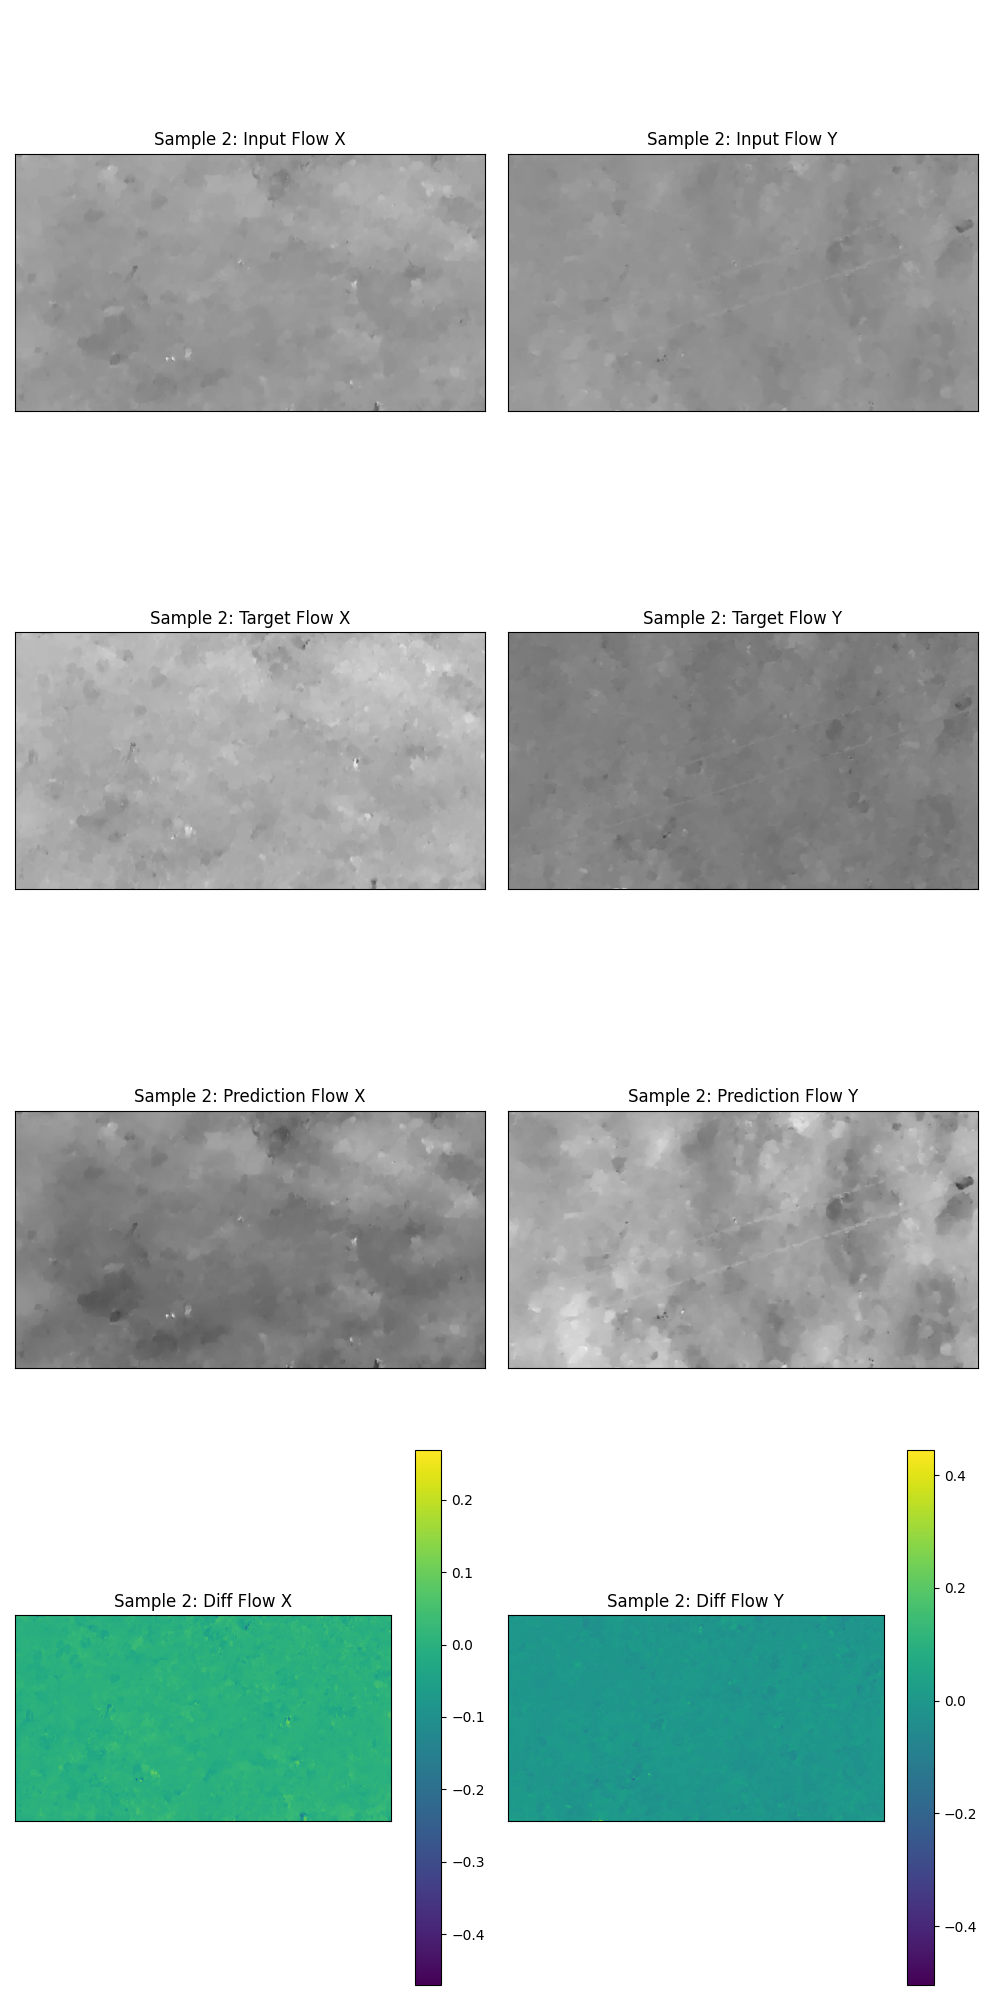 Sample 2: Input Flow X
Sample 2: Input Flow Y
Sample 2: Target Flow X
Sample 2: Target Flow Y
Sample 2: Prediction Flow X
Sample 2: Prediction Flow Y
Sample 2: Diff Flow X
0.2
0.1
0.0
−0.1
−0.2
−0.3
−0.4
Sample 2: Diff Flow Y
0.4
0.2
0.0
−0.2
−0.4